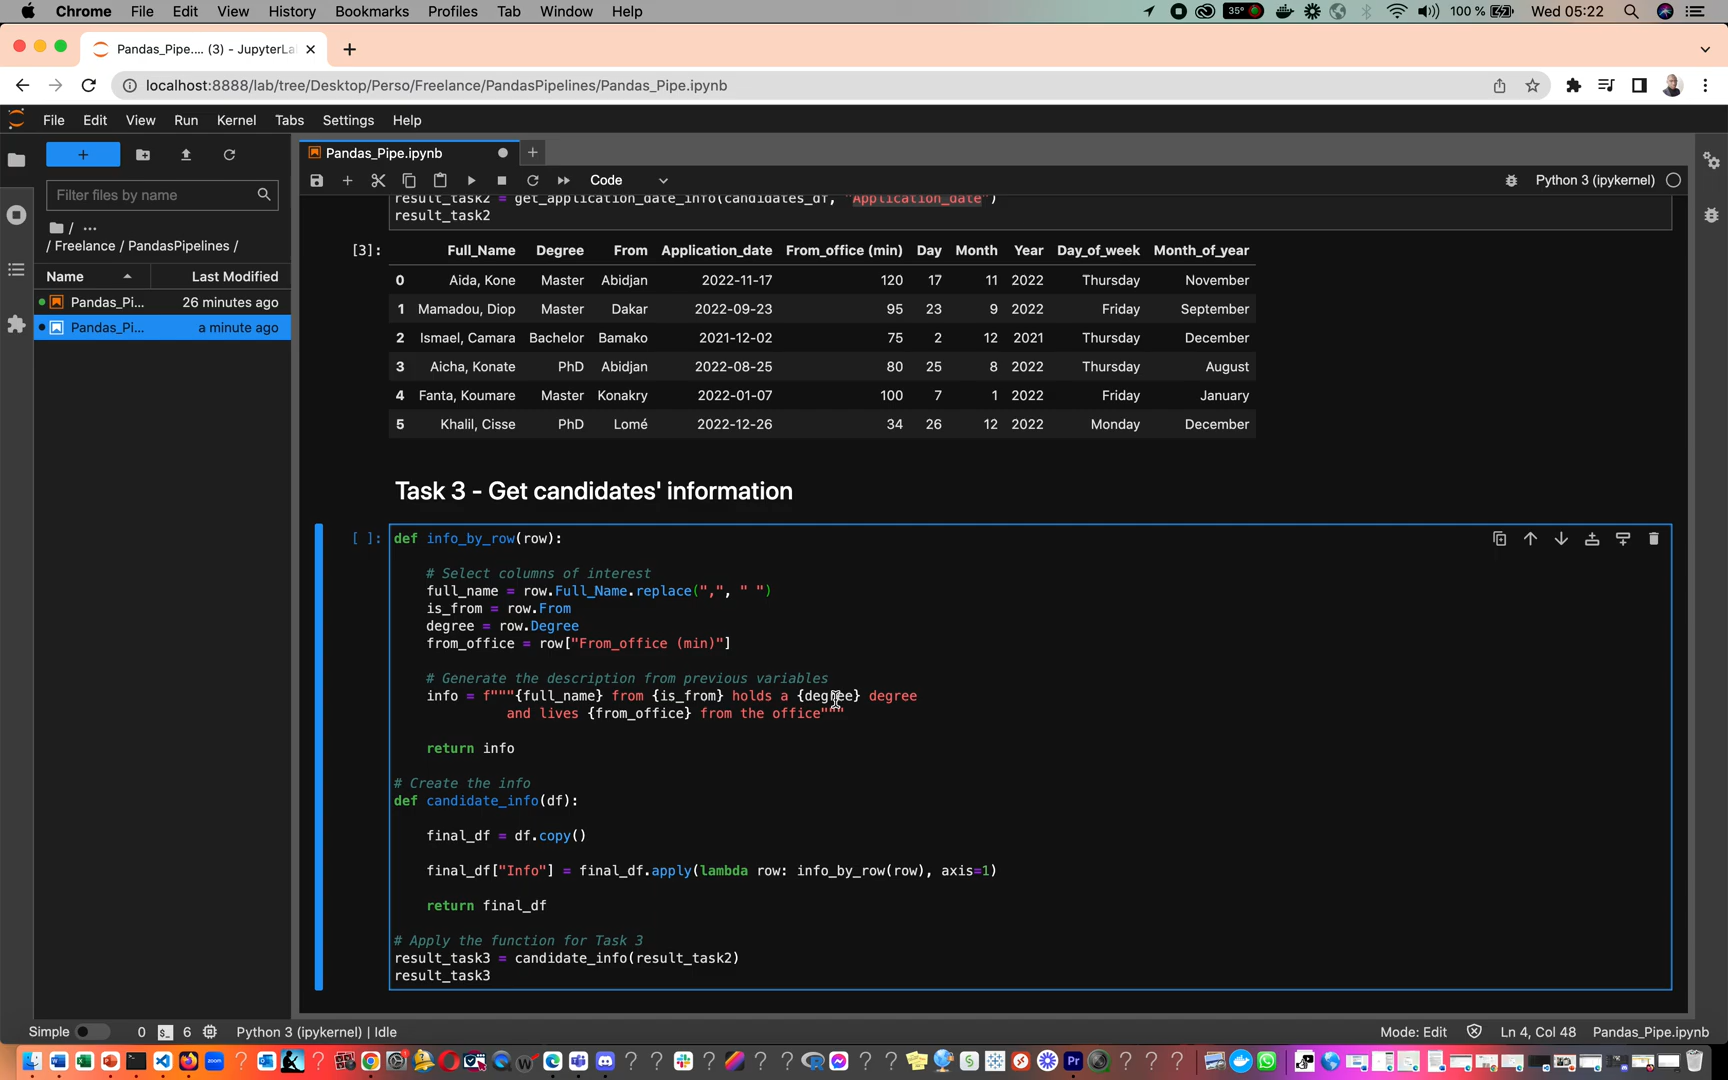 Chrome File Edit View History Bookmarks Profiles Tab Window Help 35° 100 % Wed 05:22
Pandas_Pipe.... (3) - JupyterLa
localhost:8888/lab/tree/Desktop/Perso/Freelance/PandasPipelines/Pandas_Pipe.ipynb
File Edit View Run Kernel Tabs Settings Help
Pandas_Pipe.ipynb
Code
Python 3 (ipykernel)
Filter files by name
/ ...
/ Freelance / PandasPipelines /
Name Last Modified
Pandas_Pi... 26 minutes ago
Pandas_Pi... a minute ago
result_task2 = get_application_date_info(candidates_df, "Application_date")
result_task2
[3]: Full_Name Degree From Application_date From_office (min) Day Month Year Day_of_week Month_of_year
0 Aida, Kone Master Abidjan 2022-11-17 120 17 11 2022 Thursday November
1 Mamadou, Diop Master Dakar 2022-09-23 95 23 9 2022 Friday September
2 Ismael, Camara Bachelor Bamako 2021-12-02 75 2 12 2021 Thursday December
3 Aicha, Konate PhD Abidjan 2022-08-25 80 25 8 2022 Thursday August
4 Fanta, Koumare Master Konakry 2022-01-07 100 7 1 2022 Friday January
5 Khalil, Cisse PhD Lomé 2022-12-26 34 26 12 2022 Monday December
Task 3 - Get candidates' information
[ ]: def info_by_row(row):
# Select columns of interest
full_name = row.Full_Name.replace(",", " ")
is_from = row.From
degree = row.Degree
from_office = row["From_office (min)"]
# Generate the description from previous variables
info = f"""{full_name} from {is_from} holds a {degree} degree
and lives {from_office} from the office"""
return info
# Create the info
def candidate_info(df):
final_df = df.copy()
final_df["Info"] = final_df.apply(lambda row: info_by_row(row), axis=1)
return final_df
# Apply the function for Task 3
result_task3 = candidate_info(result_task2)
result_task3
Simple 0 6 Python 3 (ipykernel) | Idle
Mode: Edit Ln 4, Col 48 Pandas_Pipe.ipynb